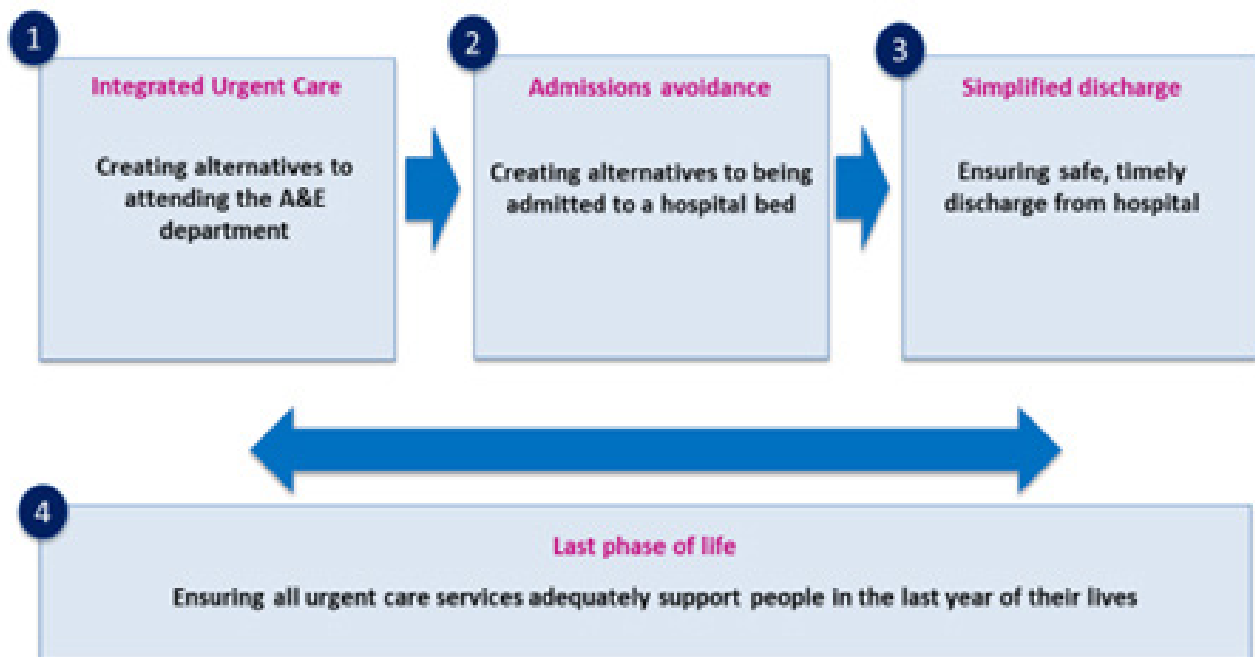 1
Integrated Urgent Care
Creating alternatives to
attending the A&E
department
2
Admissions avoidance
Creating alternatives to being
admitted to a hospital bed
3
Simplified discharge
Ensuring safe, timely
discharge from hospital
4
Last phase of life
Ensuring all urgent care services adequately support people in the last year of their lives